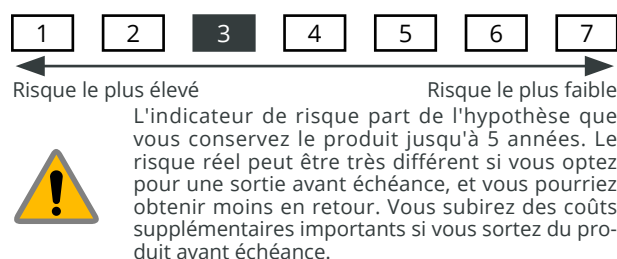 1 2 3 4 5 6 7
Risque le plus élevé Risque le plus faible
L'indicateur de risque part de l'hypothèse que
vous conservez le produit jusqu'à 5 années. Le
risque réel peut être très différent si vous optez
pour une sortie avant échéance, et vous pourriez
obtenir moins en retour. Vous subirez des coûts
supplémentaires importants si vous sortez du pro-
duit avant échéance.